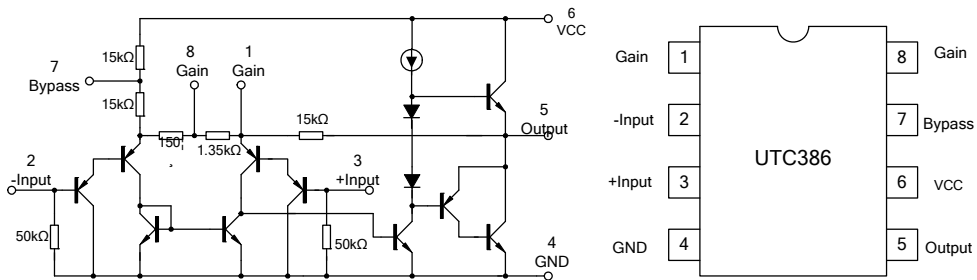 6
VCC
7
Bypass
15kΩ
15kΩ
8
Gain
1
Gain
150
1.35kΩ
15kΩ
5
Output
2
-Input
3
+Input
50kΩ
50kΩ
4
GND
Gain 1 8 Gain
-Input 2 7 Bypass
UTC386
+Input 3 6 VCC
GND 4 5 Output